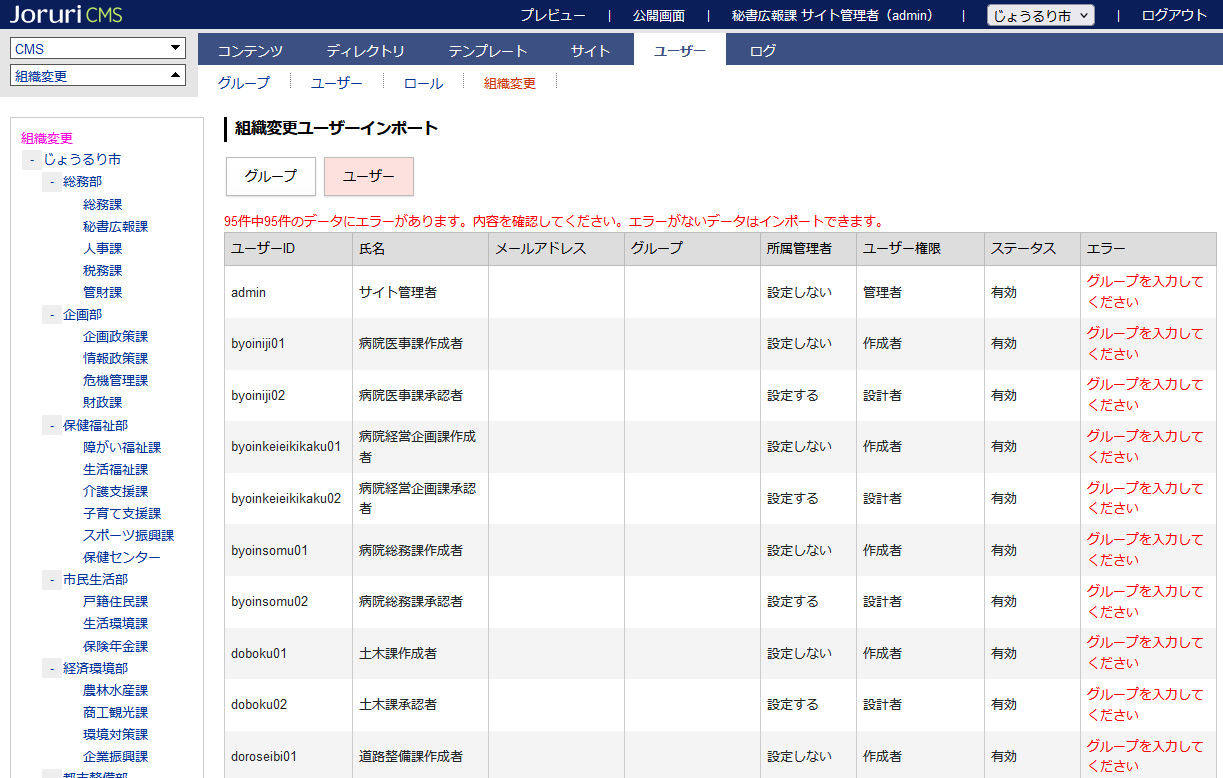 Joruri CMS
プレビュー | 公開画面 | 秘書広報課 サイト管理者（admin） | じょうるり市 | ログアウト
CMS
組織変更
コンテンツ ディレクトリ テンプレート サイト ユーザー ログ
グループ ユーザー ロール 組織変更
組織変更
- じょうるり市
- 総務部
総務課
秘書広報課
人事課
税務課
管財課
- 企画部
企画政策課
情報政策課
危機管理課
財政課
- 保健福祉部
障がい福祉課
生活福祉課
介護支援課
子育て支援課
スポーツ振興課
保健センター
- 市民生活部
戸籍住民課
生活環境課
保険年金課
- 経済環境部
農林水産課
商工観光課
環境対策課
企業振興課
- 都市整備部
組織変更ユーザーインポート
グループ ユーザー
95件中95件のデータにエラーがあります。内容を確認してください。エラーがないデータはインポートできます。
ユーザーID 氏名 メールアドレス グループ 所属管理者 ユーザー権限 ステータス エラー
admin サイト管理者 設定しない 管理者 有効 グループを入力して
ください
byoiniji01 病院医事課作成者 設定しない 作成者 有効 グループを入力して
ください
byoiniji02 病院医事課承認者 設定する 設計者 有効 グループを入力して
ください
byoinkeieikikaku01 病院経営企画課作成
者 設定しない 作成者 有効 グループを入力して
ください
byoinkeieikikaku02 病院経営企画課承認
者 設定する 設計者 有効 グループを入力して
ください
byoinsomu01 病院総務課作成者 設定しない 作成者 有効 グループを入力して
ください
byoinsomu02 病院総務課承認者 設定する 設計者 有効 グループを入力して
ください
doboku01 土木課作成者 設定しない 作成者 有効 グループを入力して
ください
doboku02 土木課承認者 設定する 設計者 有効 グループを入力して
ください
doroseibi01 道路整備課作成者 設定しない 作成者 有効 グループを入力して
ください